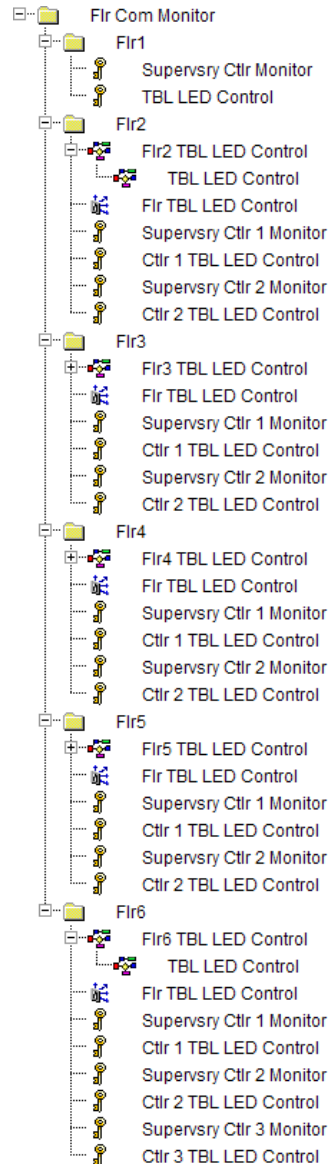 Flr Com Monitor
Flr1
Supervsry Ctlr Monitor
TBL LED Control
Flr2
Flr2 TBL LED Control
TBL LED Control
Flr TBL LED Control
Supervsry Ctlr 1 Monitor
Ctlr 1 TBL LED Control
Supervsry Ctlr 2 Monitor
Ctlr 2 TBL LED Control
Flr3
Flr3 TBL LED Control
Flr TBL LED Control
Supervsry Ctlr 1 Monitor
Ctlr 1 TBL LED Control
Supervsry Ctlr 2 Monitor
Ctlr 2 TBL LED Control
Flr4
Flr4 TBL LED Control
Flr TBL LED Control
Supervsry Ctlr 1 Monitor
Ctlr 1 TBL LED Control
Supervsry Ctlr 2 Monitor
Ctlr 2 TBL LED Control
Flr5
Flr5 TBL LED Control
Flr TBL LED Control
Supervsry Ctlr 1 Monitor
Ctlr 1 TBL LED Control
Supervsry Ctlr 2 Monitor
Ctlr 2 TBL LED Control
Flr6
Flr6 TBL LED Control
TBL LED Control
Flr TBL LED Control
Supervsry Ctlr 1 Monitor
Ctlr 1 TBL LED Control
Supervsry Ctlr 2 Monitor
Ctlr 2 TBL LED Control
Supervsry Ctlr 3 Monitor
Ctlr 3 TBL LED Control